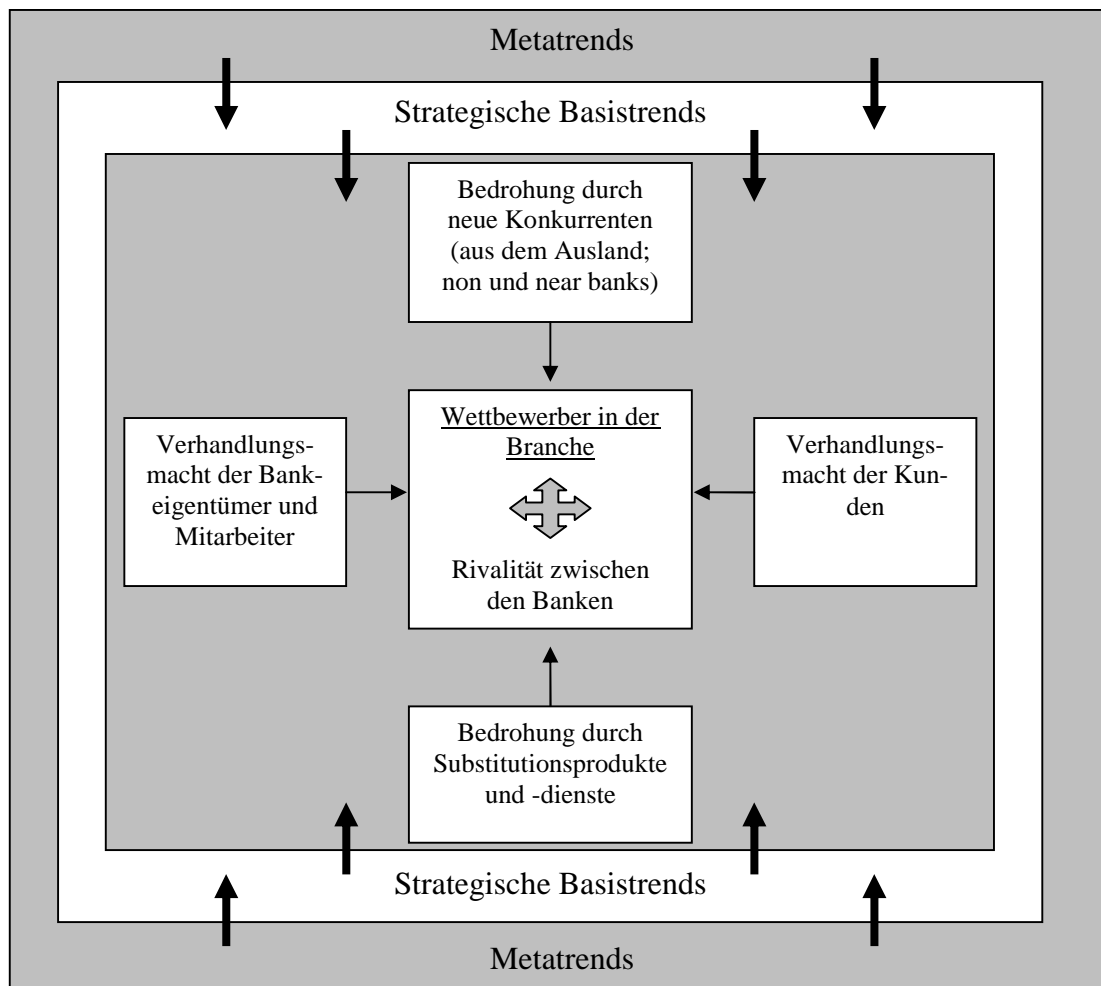 Metatrends
Strategische Basistrends
Bedrohung durch
neue Konkurrenten
(aus dem Ausland;
non und near banks)
Verhandlungs-
macht der Bank-
eigentümer und
Mitarbeiter
Wettbewerber in der
Branche
Rivalität zwischen
den Banken
Verhandlungs-
macht der Kun-
den
Bedrohung durch
Substitutionsprodukte
und -dienste
Strategische Basistrends
Metatrends